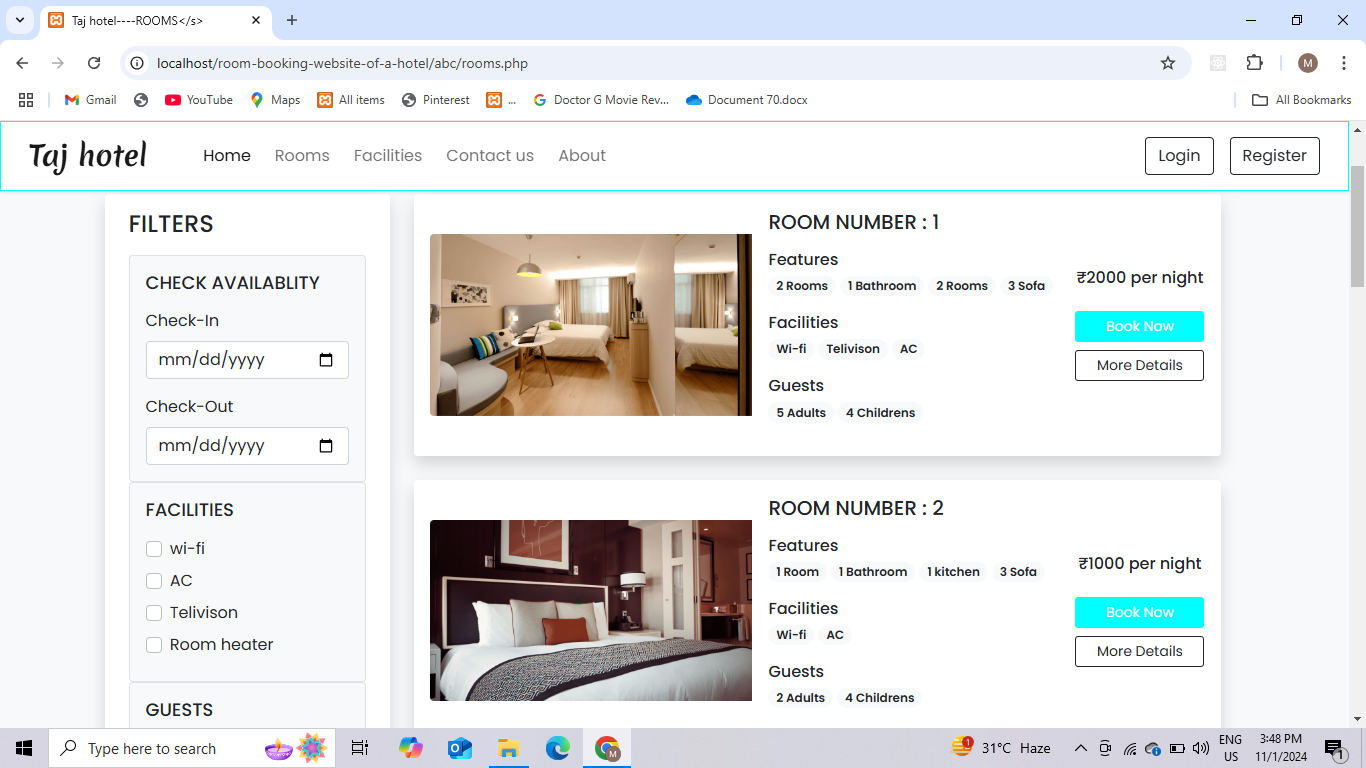 Taj hotel----ROOMS</s>
localhost/room-booking-website-of-a-hotel/abc/rooms.php
M
Gmail YouTube Maps All items Pinterest ... Doctor G Movie Rev... Document 70.docx All Bookmarks
Taj hotel Home Rooms Facilities Contact us About Login Register
FILTERS
CHECK AVAILABLITY
Check-In
mm/dd/yyyy
Check-Out
mm/dd/yyyy
FACILITIES
wi-fi
AC
Telivison
Room heater
GUESTS
ROOM NUMBER : 1
Features
2 Rooms 1 Bathroom 2 Rooms 3 Sofa
Facilities
Wi-fi Telivison AC
Guests
5 Adults 4 Childrens
₹2000 per night
Book Now
More Details
ROOM NUMBER : 2
Features
1 Room 1 Bathroom 1 kitchen 3 Sofa
Facilities
Wi-fi AC
Guests
2 Adults 4 Childrens
₹1000 per night
Book Now
More Details
Type here to search
M
1
31°C Haze
ENG
US
3:48 PM
11/1/2024
1